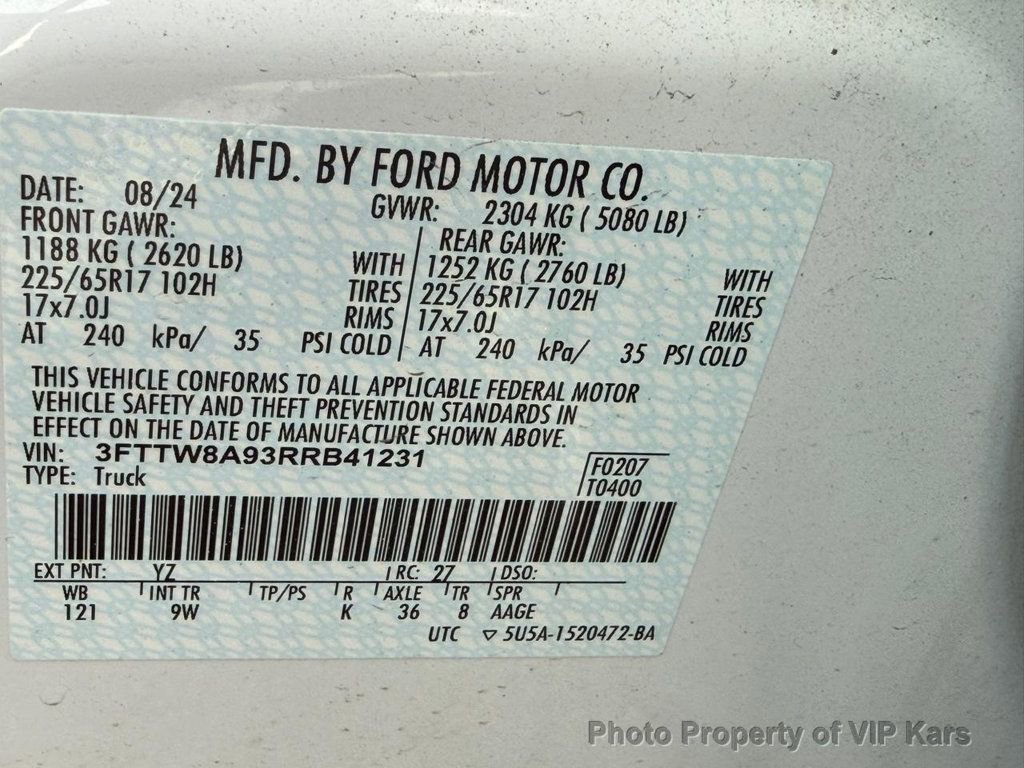 MFD. BY FORD MOTOR CO.
DATE: 08/24 GVWR: 2304 KG ( 5080 LB)
FRONT GAWR: REAR GAWR:
1188 KG ( 2620 LB) WITH 1252 KG ( 2760 LB) WITH
225/65R17 102H TIRES 225/65R17 102H TIRES
17x7.0J RIMS 17x7.0J RIMS
AT 240 kPa/ 35 PSI COLD AT 240 kPa/ 35 PSI COLD
THIS VEHICLE CONFORMS TO ALL APPLICABLE FEDERAL MOTOR
VEHICLE SAFETY AND THEFT PREVENTION STANDARDS IN
EFFECT ON THE DATE OF MANUFACTURE SHOWN ABOVE.
VIN: 3FTTW8A93RRB41231 F0207
TYPE: Truck T0400
EXT PNT: YZ RC: 27 DSO:
WB INT TR TP/PS R AXLE TR SPR
121 9W K 36 8 AAGE
UTC ▽ 5U5A-1520472-BA
Photo Property of VIP Kars